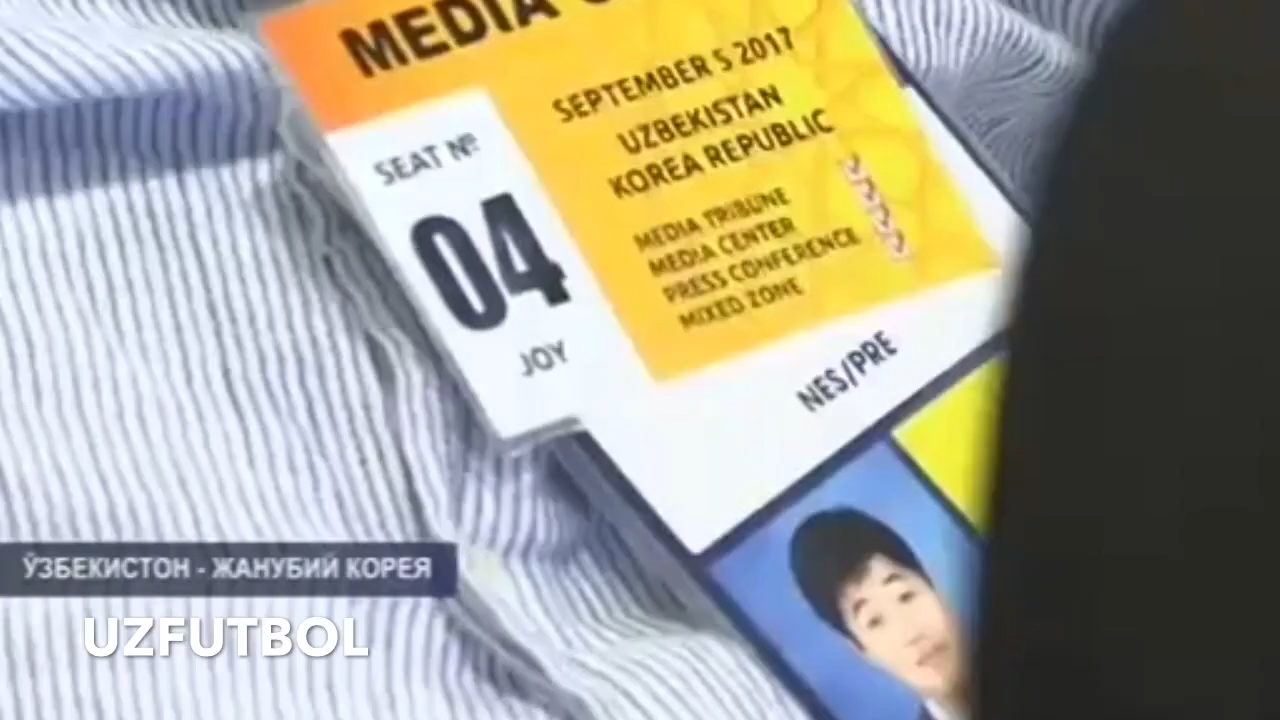 MEDIA
SEPTEMBER 5 2017
UZBEKISTAN
KOREA REPUBLIC
SEAT №
04
JOY
MEDIA TRIBUNE
MEDIA CENTER
PRESS CONFERENCE
MIXED ZONE
NES/PRE
ЎЗБЕКИСТОН - ЖАНУБИЙ КОРЕЯ
UZFUTBOL